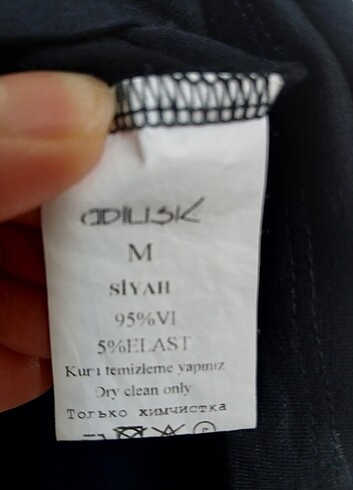 M
SİYAH
95%VI
5%ELAST
Kuru temizleme yapınız
Dry clean only
Только химчистка